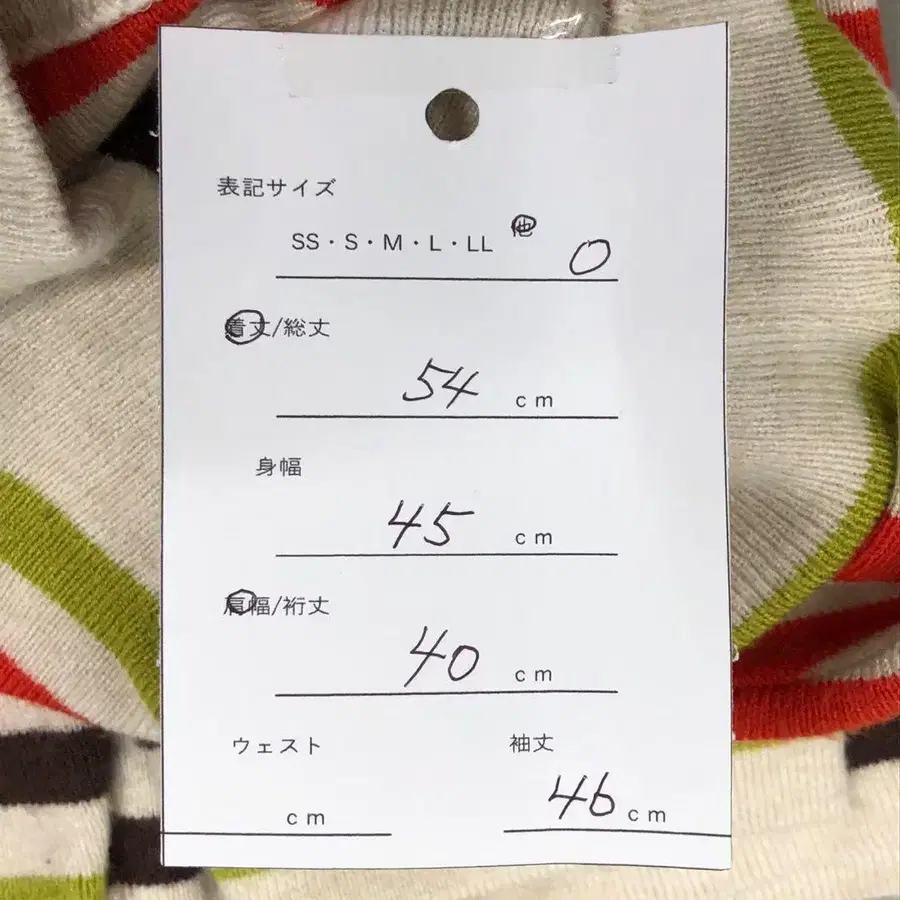 表記サイズ
SS・S・M・L・LL 他 0
着丈/総丈
54 cm
身幅
45 cm
肩幅/裄丈
40 cm
ウェスト 袖丈
cm 46 cm